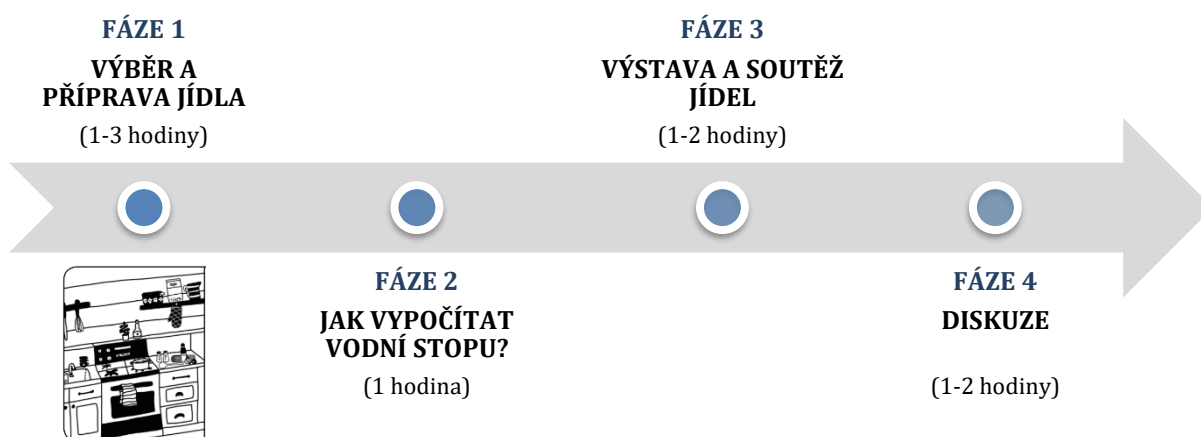 FÁZE 1
VÝBĚR A
PŘÍPRAVA JÍDLA
(1-3 hodiny)
FÁZE 2
JAK VYPOČÍTAT
VODNÍ STOPU?
(1 hodina)
FÁZE 3
VÝSTAVA A SOUTĚŽ
JÍDEL
(1-2 hodiny)
FÁZE 4
DISKUZE
(1-2 hodiny)